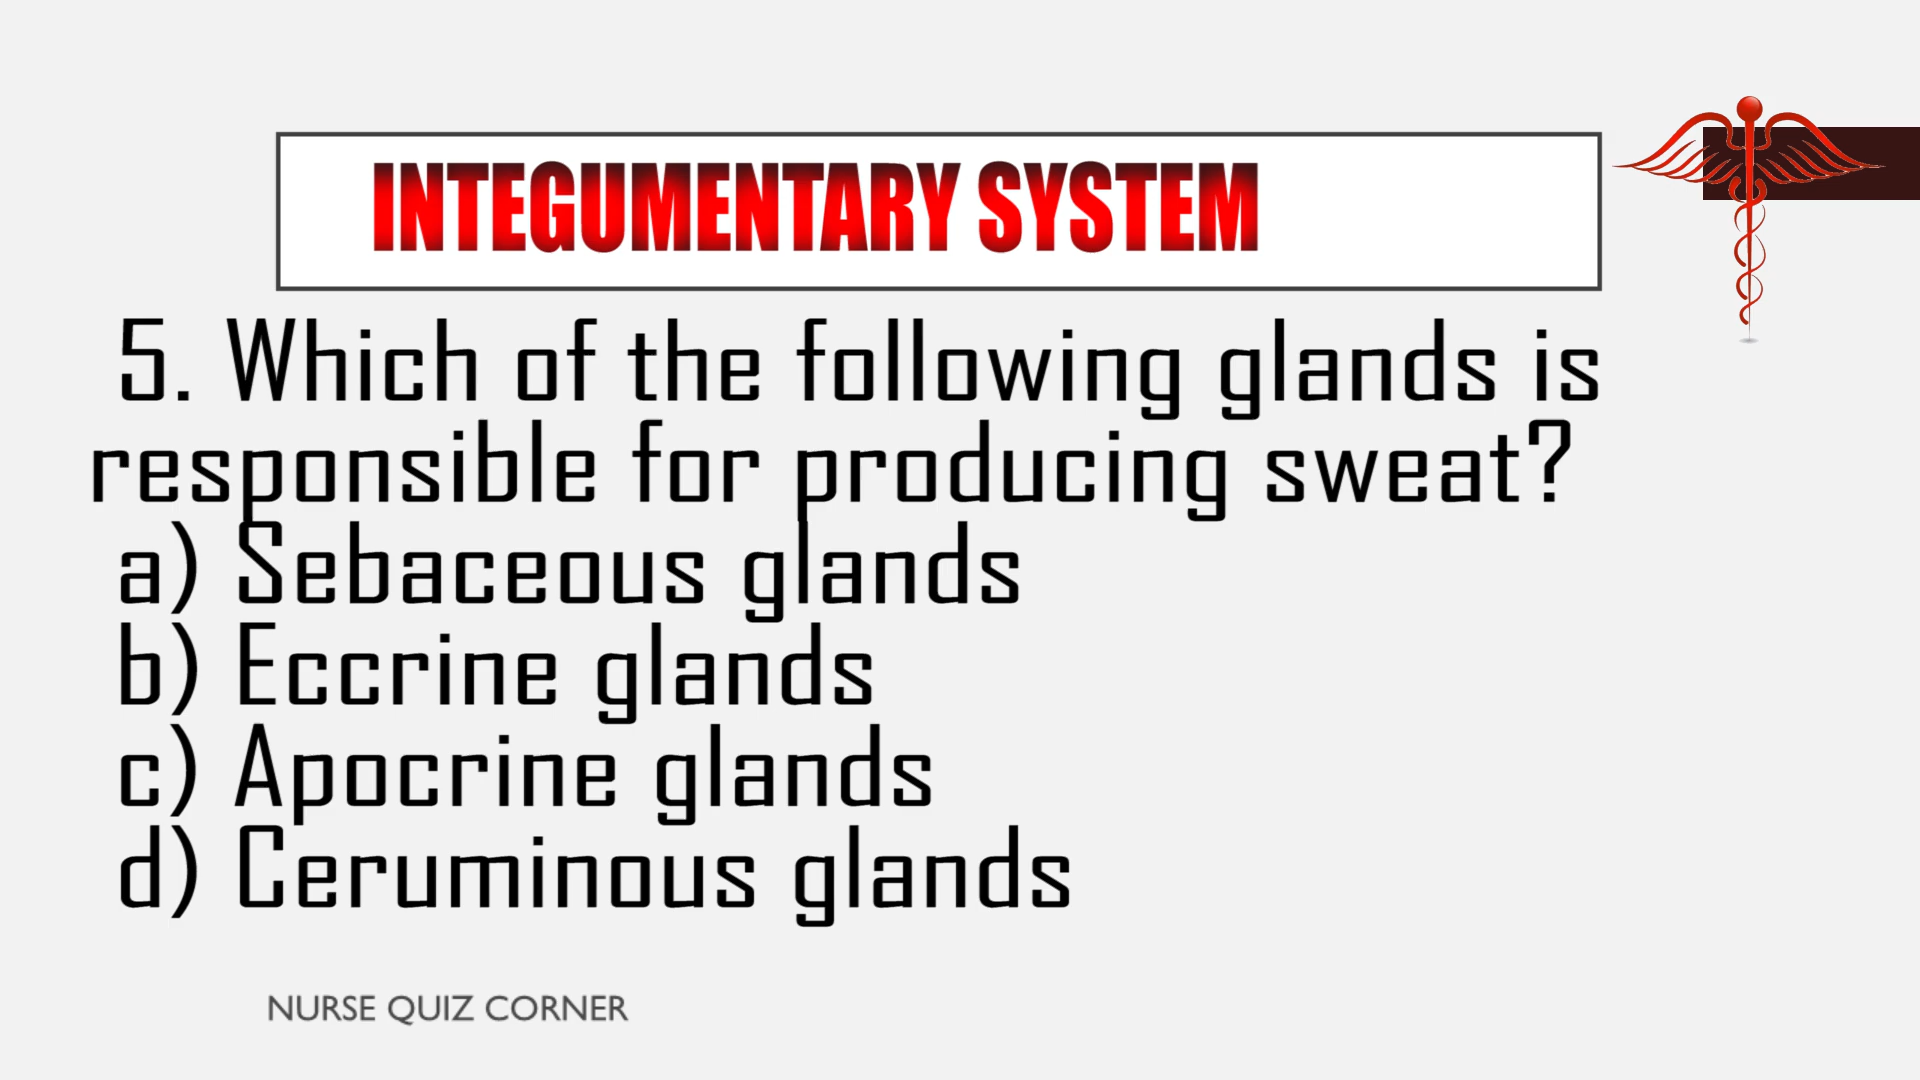 INTEGUMENTARY SYSTEM
5. Which of the following glands is
responsible for producing sweat?
a) Sebaceous glands
b) Eccrine glands
c) Apocrine glands
d) Ceruminous glands
NURSE QUIZ CORNER